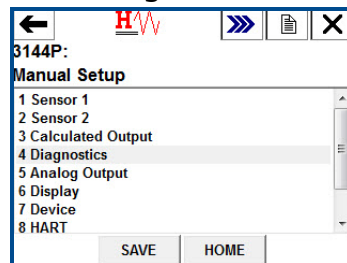 H
3144P:
Manual Setup
1 Sensor 1
2 Sensor 2
3 Calculated Output
4 Diagnostics
5 Analog Output
6 Display
7 Device
8 HART
SAVE HOME